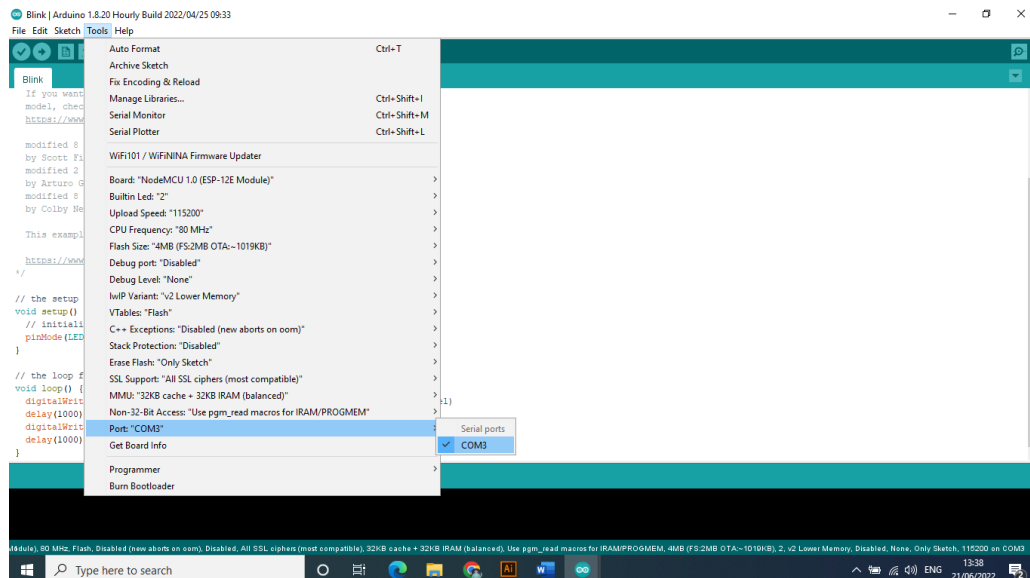 Blink | Arduino 1.8.20 Hourly Build 2022/04/25 09:33
File Edit Sketch Tools Help
Blink
Auto Format Ctrl+T
Archive Sketch
Fix Encoding & Reload
Manage Libraries... Ctrl+Shift+I
Serial Monitor Ctrl+Shift+M
Serial Plotter Ctrl+Shift+L
WiFi101 / WiFiNINA Firmware Updater
Board: "NodeMCU 1.0 (ESP-12E Module)"
Builtin Led: "2"
Upload Speed: "115200"
CPU Frequency: "80 MHz"
Flash Size: "4MB (FS:2MB OTA:~1019KB)"
Debug port: "Disabled"
Debug Level: "None"
lwIP Variant: "v2 Lower Memory"
VTables: "Flash"
C++ Exceptions: "Disabled (new aborts on oom)"
Stack Protection: "Disabled"
Erase Flash: "Only Sketch"
SSL Support: "All SSL ciphers (most compatible)"
MMU: "32KB cache + 32KB IRAM (balanced)"
Non-32-Bit Access: "Use pgm_read macros for IRAM/PROGMEM"
Port: "COM3"
Get Board Info
Programmer
Burn Bootloader
Serial ports
COM3
If you want
model, chec
https://www
modified 8
by Scott Fi
modified 2
by Arturo G
modified 8
by Colby Ne
This exampl
https://www
*/
// the setup
void setup()
// initiali
pinMode(LED
}
// the loop f
void loop() {
digitalWrit el)
delay(1000)
digitalWrit
delay(1000)
}
Module), 80 MHz, Flash, Disabled (new aborts on oom), Disabled, All SSL ciphers (most compatible), 32KB cache + 32KB IRAM (balanced), Use pgm_read macros for IRAM/PROGMEM, 4MB (FS:2MB OTA:~1019KB), 2, v2 Lower Memory, Disabled, None, Only Sketch, 115200 on COM3
Type here to search
Ai
W
ENG
13:38
21/06/2022